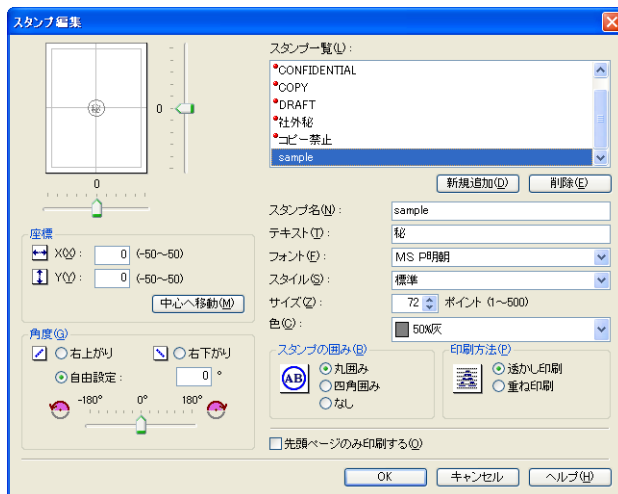 スタンプ編集
秘
0
0
座標
X(X): 0 (-50～50)
Y(Y): 0 (-50～50)
中心へ移動(M)
角度(G)
右上がり 右下がり
自由設定: 0 °
-180° 0° 180°
スタンプ一覧(L):
CONFIDENTIAL
COPY
DRAFT
社外秘
コピー禁止
sample
新規追加(D) 削除(E)
スタンプ名(N): sample
テキスト(T): 秘
フォント(F): MS P明朝
スタイル(S): 標準
サイズ(Z): 72 ポイント (1～500)
色(C): 50%灰
スタンプの囲み(B)
AB
丸囲み
四角囲み
なし
印刷方法(P)
透かし印刷
重ね印刷
先頭ページのみ印刷する(O)
OK キャンセル ヘルプ(H)